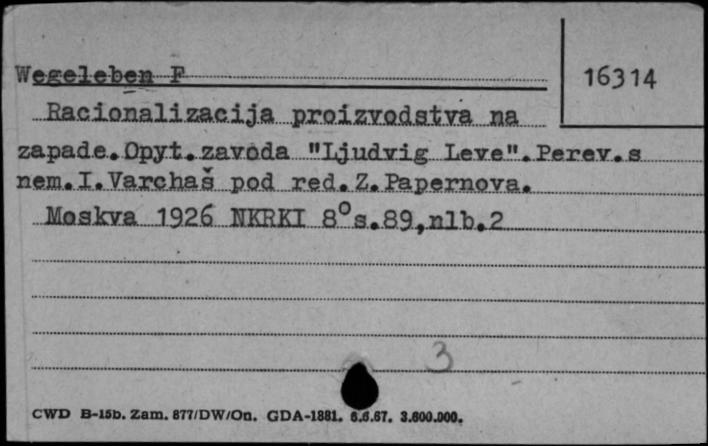 Wegeleben F
16314
Racionalizacija proizvodstva na
zapade.Opyt.zavoda "Ljudvig Leve".Perev.s
nem.I.Varchaš pod red.Z.Papernova.
Moskva 1926 NKRKI 8° s.89,nlb.2
3
CWD B-15b. Zam. 877/DW/On. GDA-1881. 6.6.67. 3.600.000.